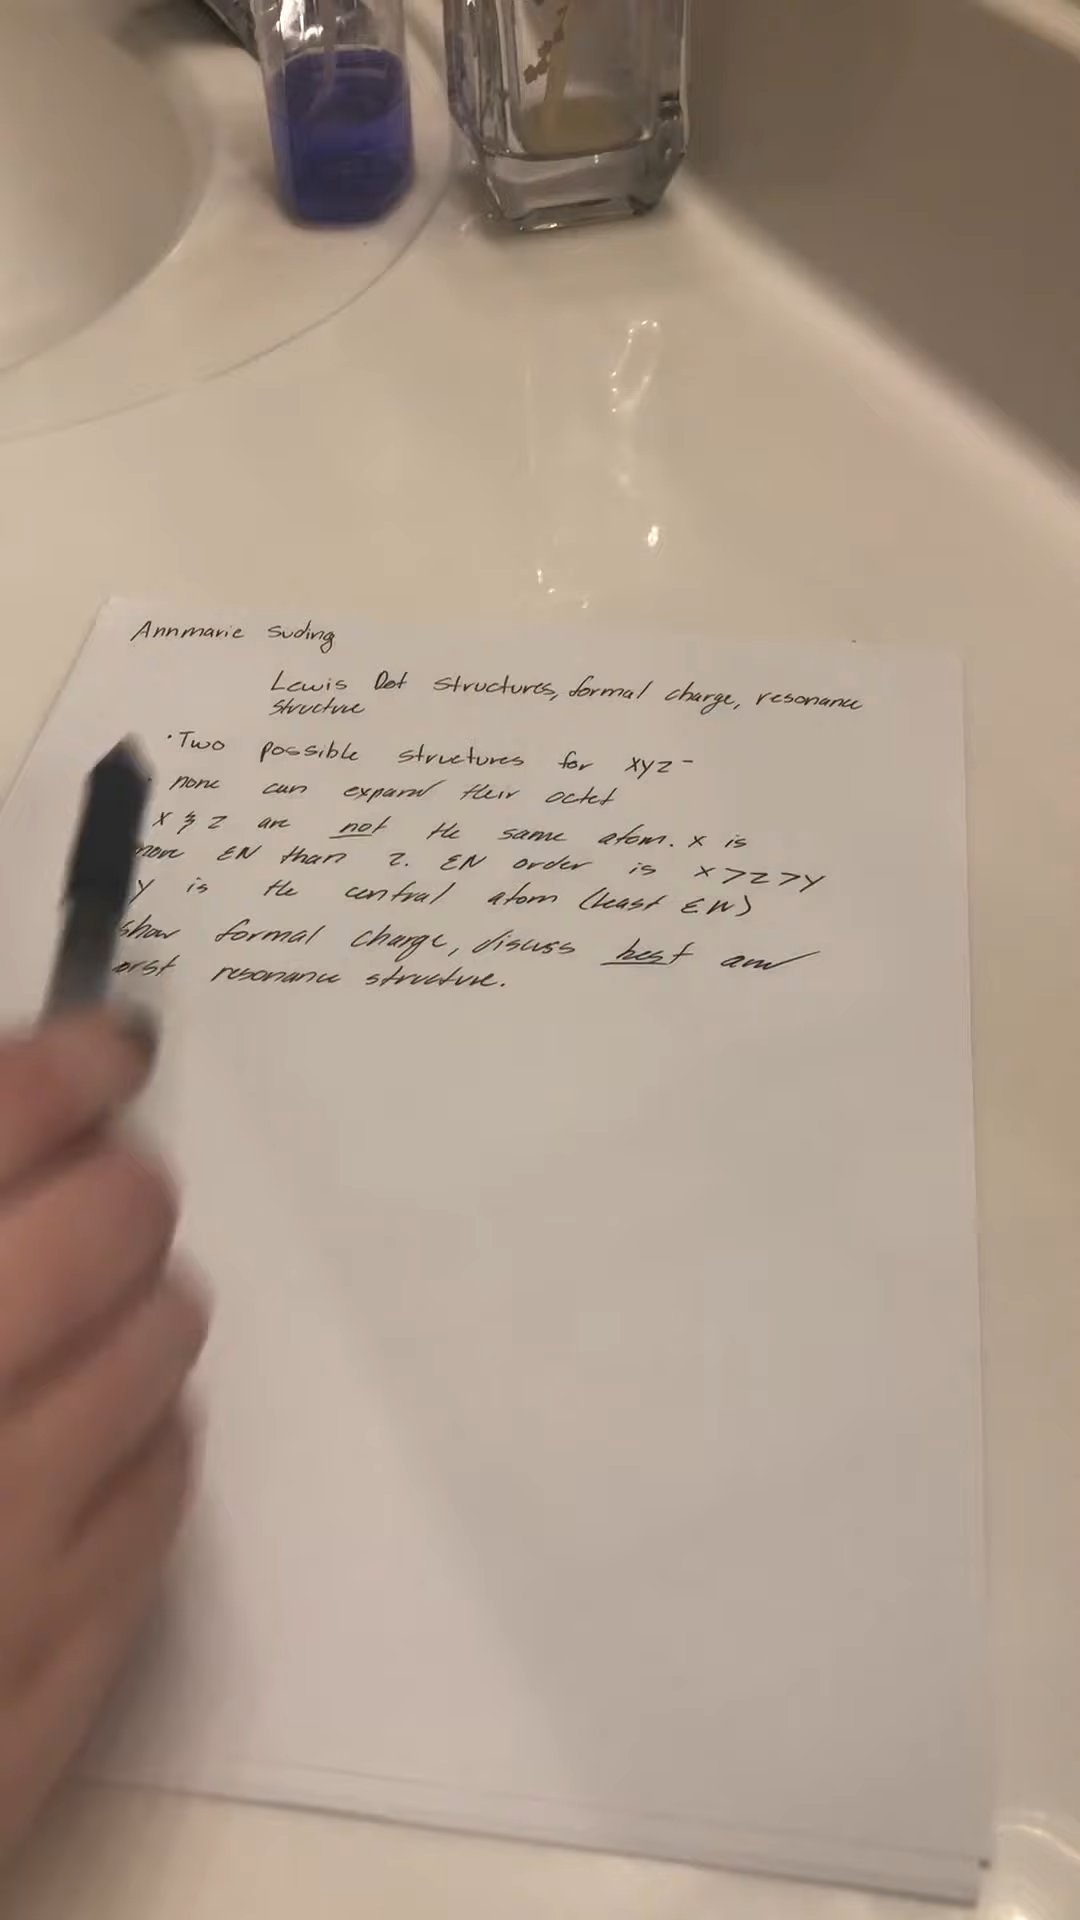 Annmarie Suding
Lewis Dot structures, formal charge, resonance
structure
· Two possible structures for xyz⁻
none can expand their octet
x & z are not the same atom. x is
more EN than z. EN order is x>z>y
y is the central atom (least EN)
show formal charge, discuss best and
resonance structure.